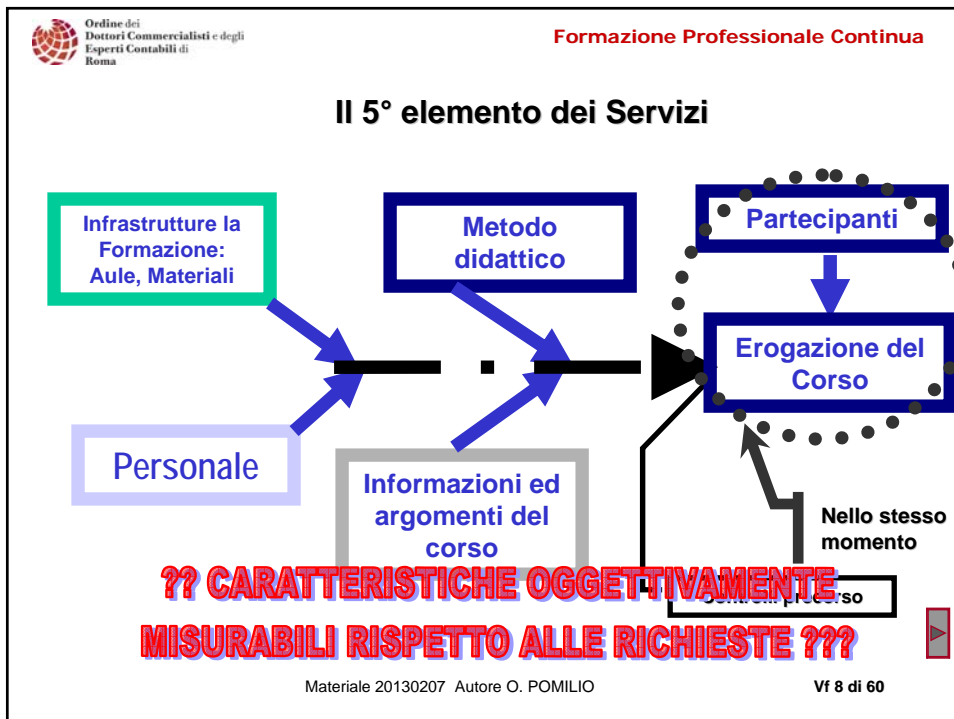 Ordine dei
Dottori Commercialisti e degli
Esperti Contabili di
Roma
Formazione Professionale Continua
Il 5° elemento dei Servizi
Infrastrutture la
Formazione:
Aule, Materiali
Metodo
didattico
Partecipanti
Erogazione del
Corso
Personale
Informazioni ed
argomenti del
corso
Nello stesso
momento
?? CARATTERISTICHE OGGETTIVAMENTE
MISURABILI RISPETTO ALLE RICHIESTE ???
Materiale 20130207 Autore O. POMILIO
Vf 8 di 60